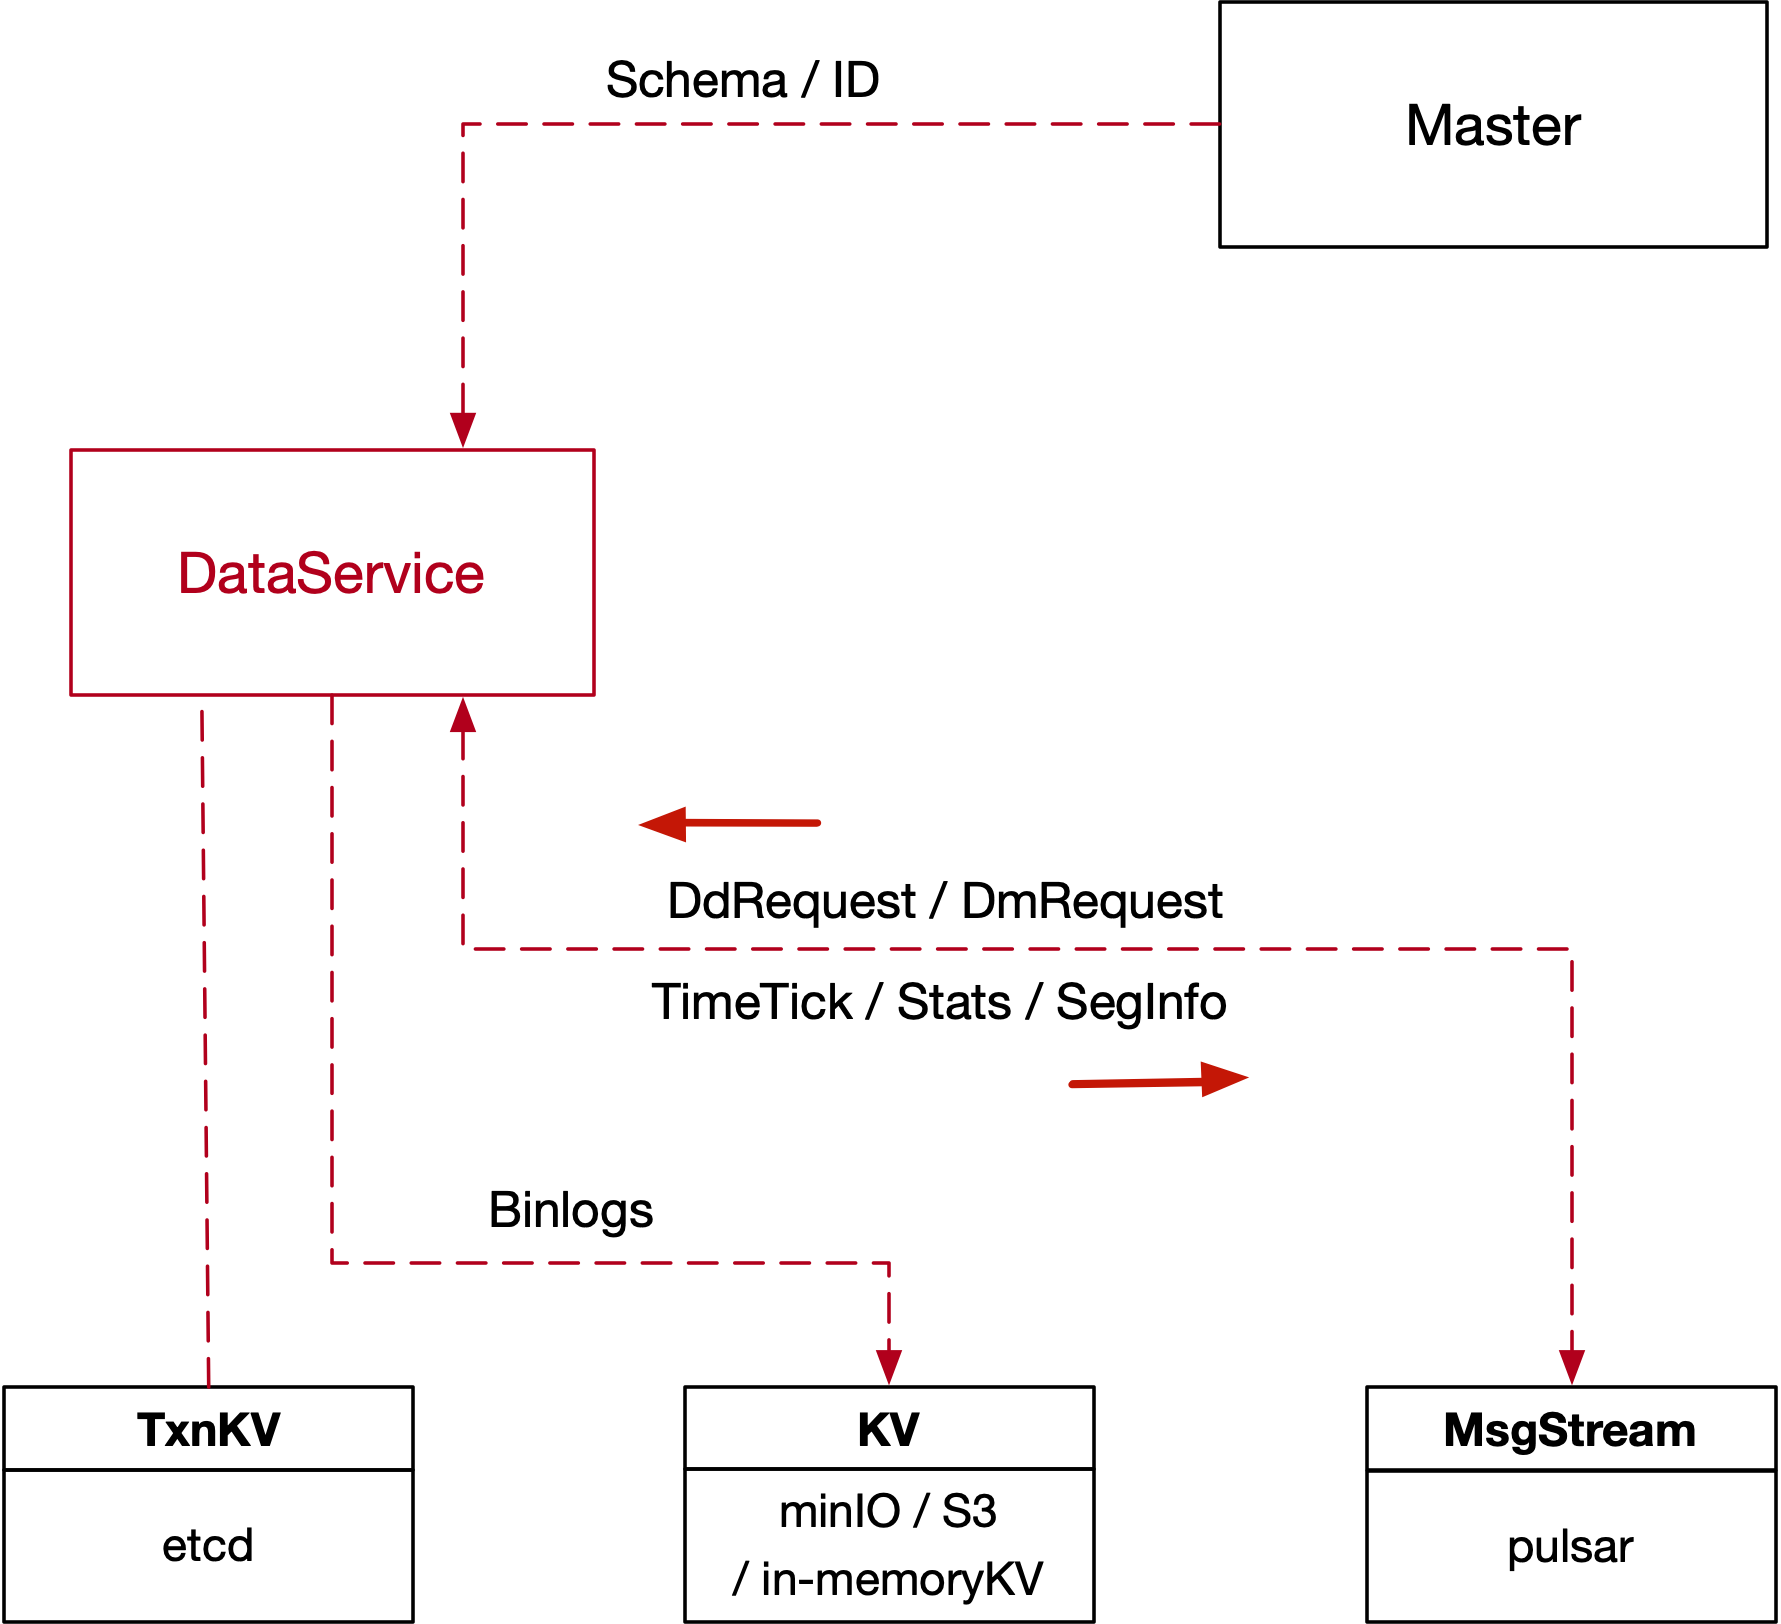 Schema / ID
Master
DataService
DdRequest / DmRequest
TimeTick / Stats / SegInfo
Binlogs
TxnKV
etcd
KV
minIO / S3
/ in-memoryKV
MsgStream
pulsar